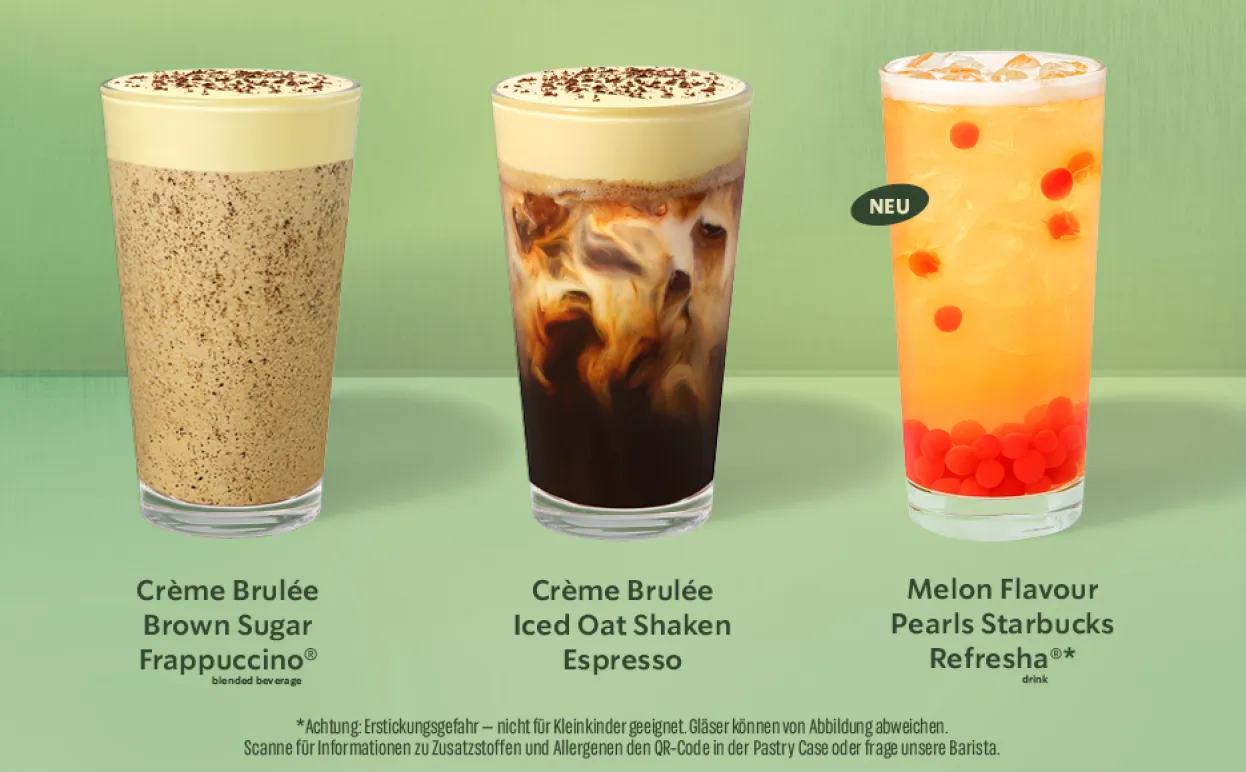 NEU
Crème Brulée
Brown Sugar
Frappuccino®
blended beverage
Crème Brulée
Iced Oat Shaken
Espresso
Melon Flavour
Pearls Starbucks
Refresha®*
drink
*Achtung: Erstickungsgefahr – nicht für Kleinkinder geeignet. Gläser können von Abbildung abweichen.
Scanne für Informationen zu Zusatzstoffen und Allergenen den QR-Code in der Pastry Case oder frage unsere Barista.